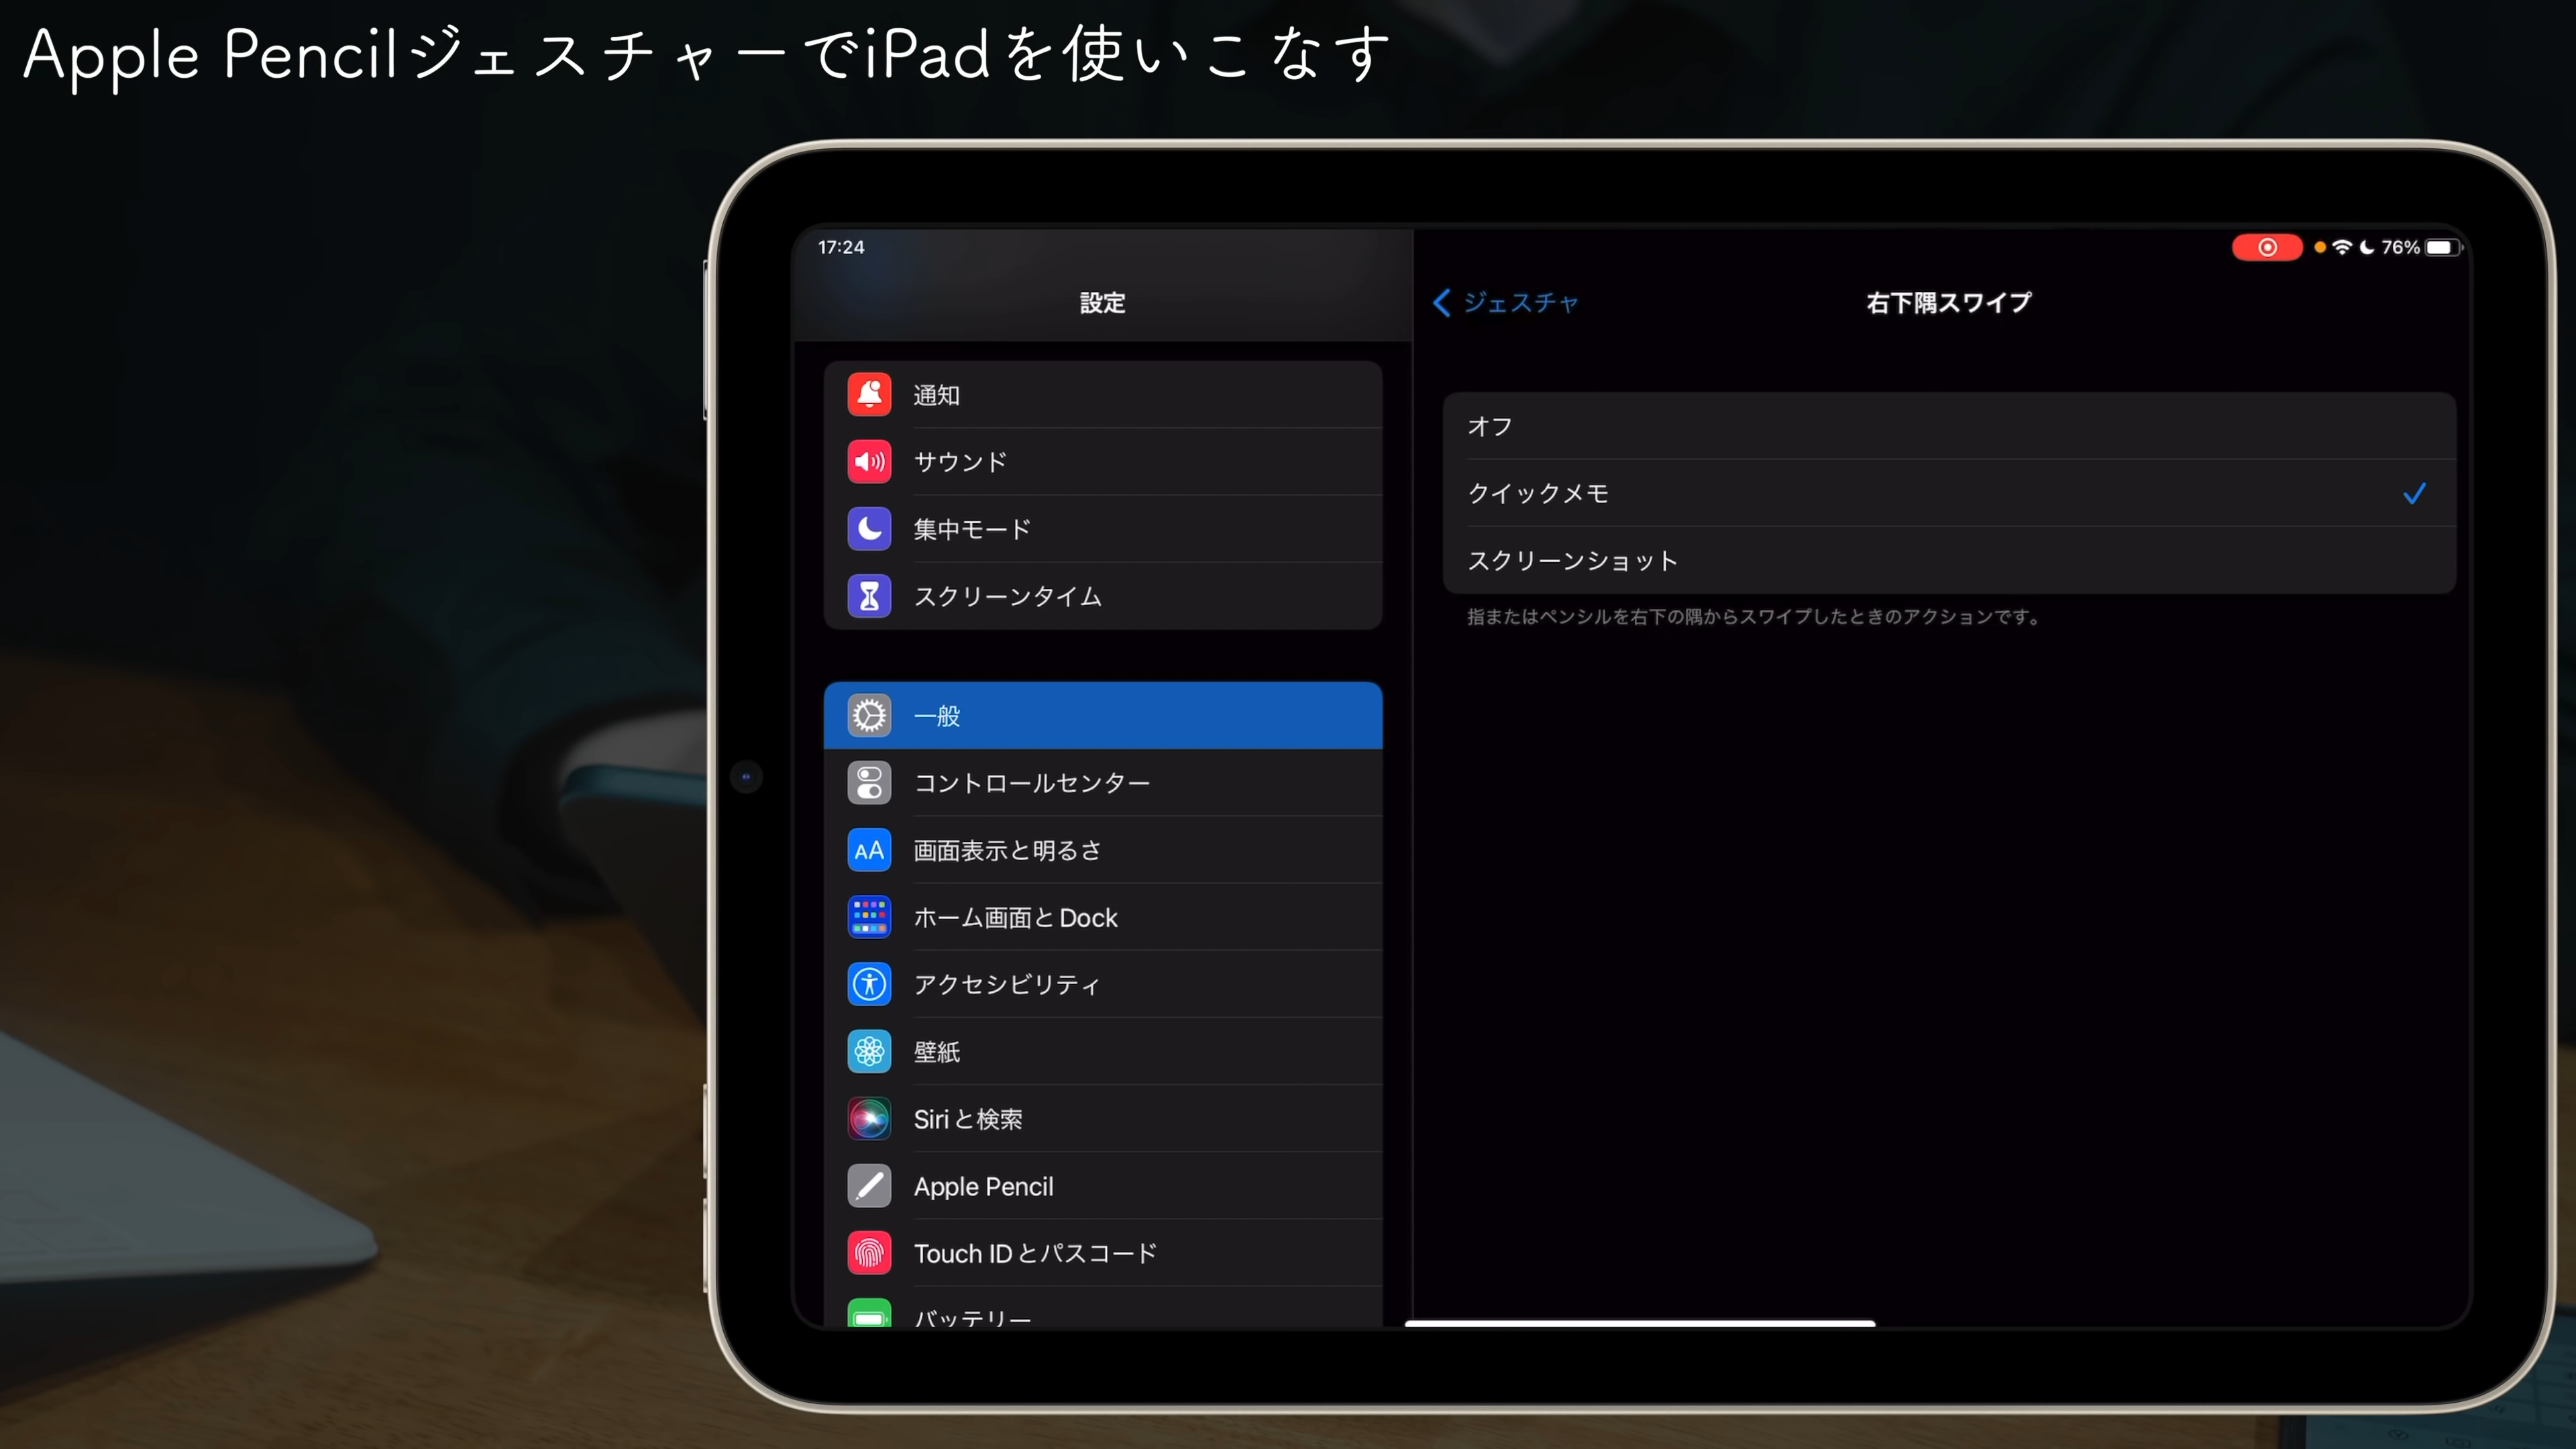 Apple PencilジェスチャーでiPadを使いこなす
17:24
76%
設定
ジェスチャ
右下隅スワイプ
通知
サウンド
集中モード
スクリーンタイム
一般
コントロールセンター
画面表示と明るさ
ホーム画面とDock
アクセシビリティ
壁紙
Siriと検索
Apple Pencil
Touch IDとパスコード
バッテリー
オフ
クイックメモ
スクリーンショット
指またはペンシルを右下の隅からスワイプしたときのアクションです。